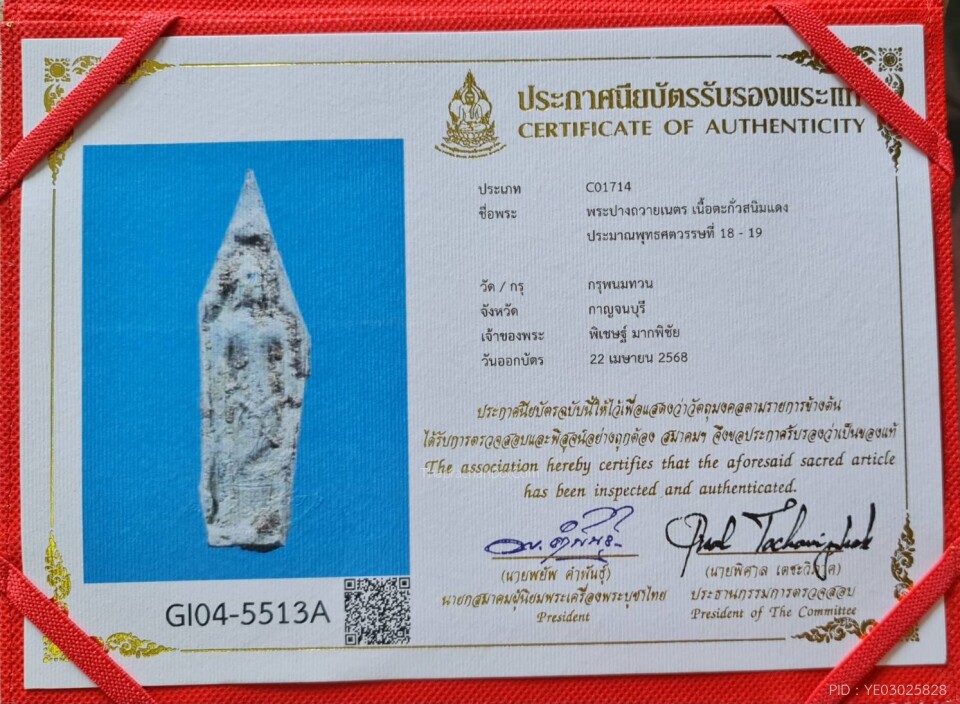 ประกาศนียบัตรรับรองพระแท้
CERTIFICATE OF AUTHENTICITY
ประเภท C01714
ชื่อพระ พระปางถวายเนตร เนื้อตะกั่วสนิมแดง
ประมาณพุทธศตวรรษที่ 18 - 19
วัด / กรุ กรุพนมทวน
จังหวัด กาญจนบุรี
เจ้าของพระ พิเชษฐ์ มากพิชัย
วันออกบัตร 22 เมษายน 2568
ประกาศนียบัตรฉบับนี้ให้ไว้เพื่อแสดงว่าวัตถุมงคลตามรายการข้างต้น
ได้รับการตรวจสอบและพิสูจน์อย่างถูกต้อง สมาคมฯ จึงขอประกาศรับรองว่าเป็นของแท้
The association hereby certifies that the aforesaid sacred article
has been inspected and authenticated.
(นายพยัพ คำพันธุ์)
นายกสมาคมผู้นิยมพระเครื่องพระบูชาไทย
President
(นายพิศาล เตชะวิภาค)
ประธานกรรมการตรวจสอบ
President of The Committee
GI04-5513A
PID : YE03025828